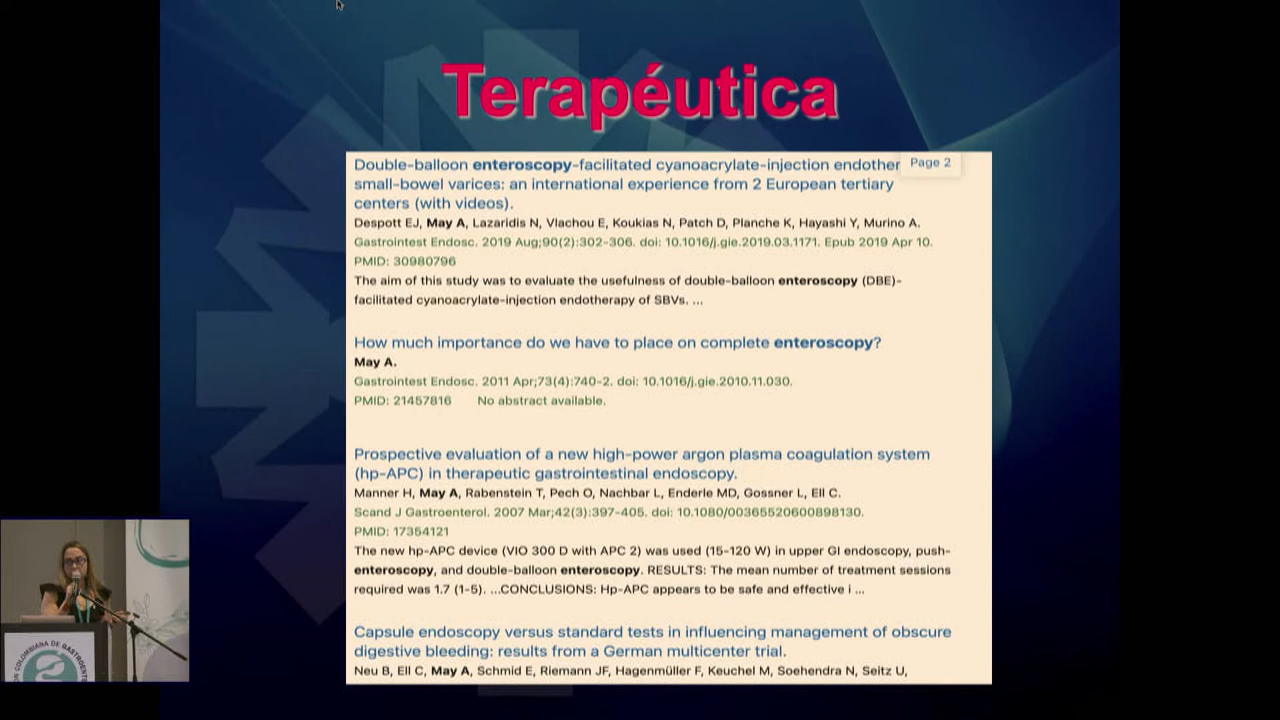 Terapéutica
Double-balloon enteroscopy-facilitated cyanoacrylate-injection endother
Page 2
small-bowel varices: an international experience from 2 European tertiary
centers (with videos).
Despott EJ, May A, Lazaridis N, Vlachou E, Koukias N, Patch D, Planche K, Hayashi Y, Murino A.
Gastrointest Endosc. 2019 Aug;90(2):302-306. doi: 10.1016/j.gie.2019.03.1171. Epub 2019 Apr 10.
PMID: 30980796
The aim of this study was to evaluate the usefulness of double-balloon enteroscopy (DBE)-
facilitated cyanoacrylate-injection endotherapy of SBVs. ...
How much importance do we have to place on complete enteroscopy?
May A.
Gastrointest Endosc. 2011 Apr;73(4):740-2. doi: 10.1016/j.gie.2010.11.030.
PMID: 21457816 No abstract available.
Prospective evaluation of a new high-power argon plasma coagulation system
(hp-APC) in therapeutic gastrointestinal endoscopy.
Manner H, May A, Rabenstein T, Pech O, Nachbar L, Enderle MD, Gossner L, Ell C.
Scand J Gastroenterol. 2007 Mar;42(3):397-405. doi: 10.1080/00365520600898130.
PMID: 17354121
The new hp-APC device (VIO 300 D with APC 2) was used (15-120 W) in upper GI endoscopy, push-
enteroscopy, and double-balloon enteroscopy. RESULTS: The mean number of treatment sessions
required was 1.7 (1-5). ...CONCLUSIONS: Hp-APC appears to be safe and effective i ...
Capsule endoscopy versus standard tests in influencing management of obscure
digestive bleeding: results from a German multicenter trial.
Neu B, Ell C, May A, Schmid E, Riemann JF, Hagenmüller F, Keuchel M, Soehendra N, Seitz U,
COLOMBIANA DE GASTROENTE